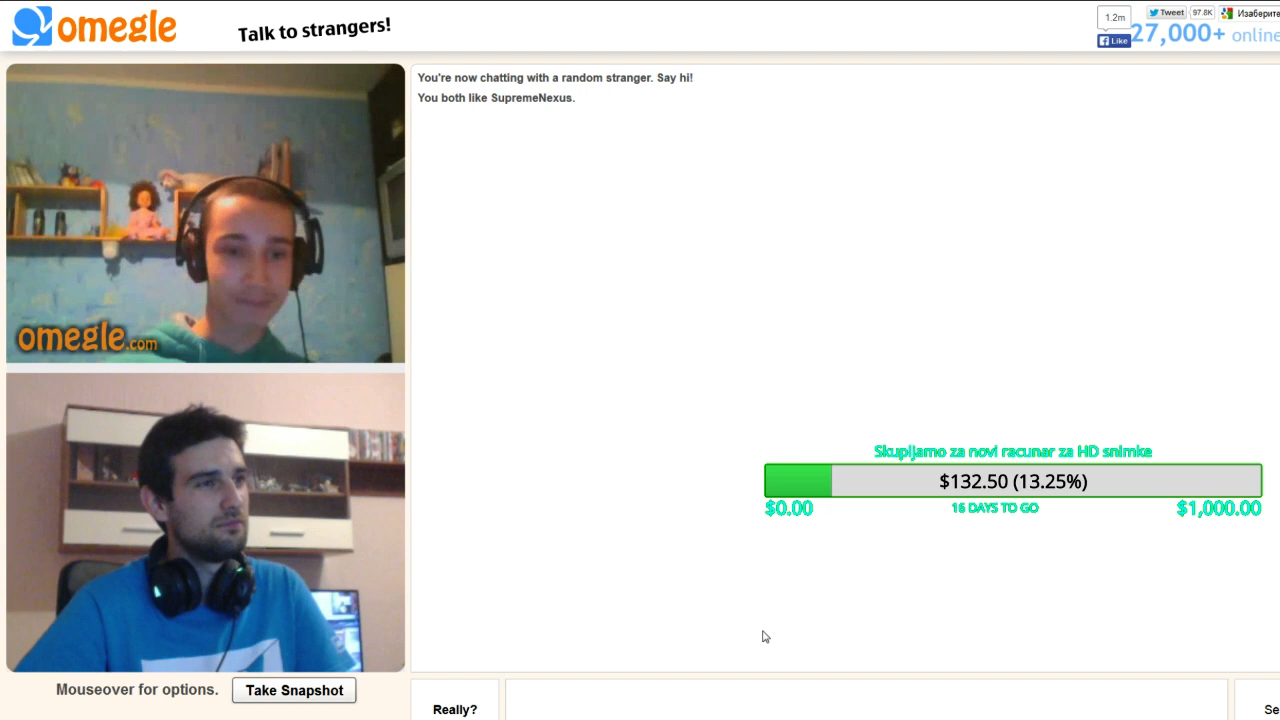 omegle
Talk to strangers!
1.2m
Like
Tweet
97.8K
Изаберите
27,000+ online
You're now chatting with a random stranger. Say hi!
You both like SupremeNexus.
omegle.com
Skupljamo za novi racunar za HD snimke
$132.50 (13.25%)
$0.00 16 DAYS TO GO $1,000.00
Mouseover for options. Take Snapshot
Really?
Se